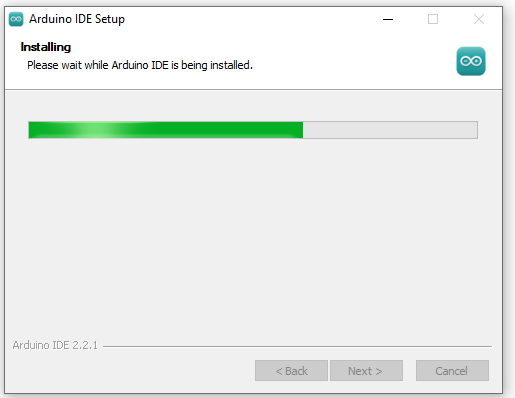 Arduino IDE Setup
Installing
Please wait while Arduino IDE is being installed.
Arduino IDE 2.2.1
< Back
Next >
Cancel